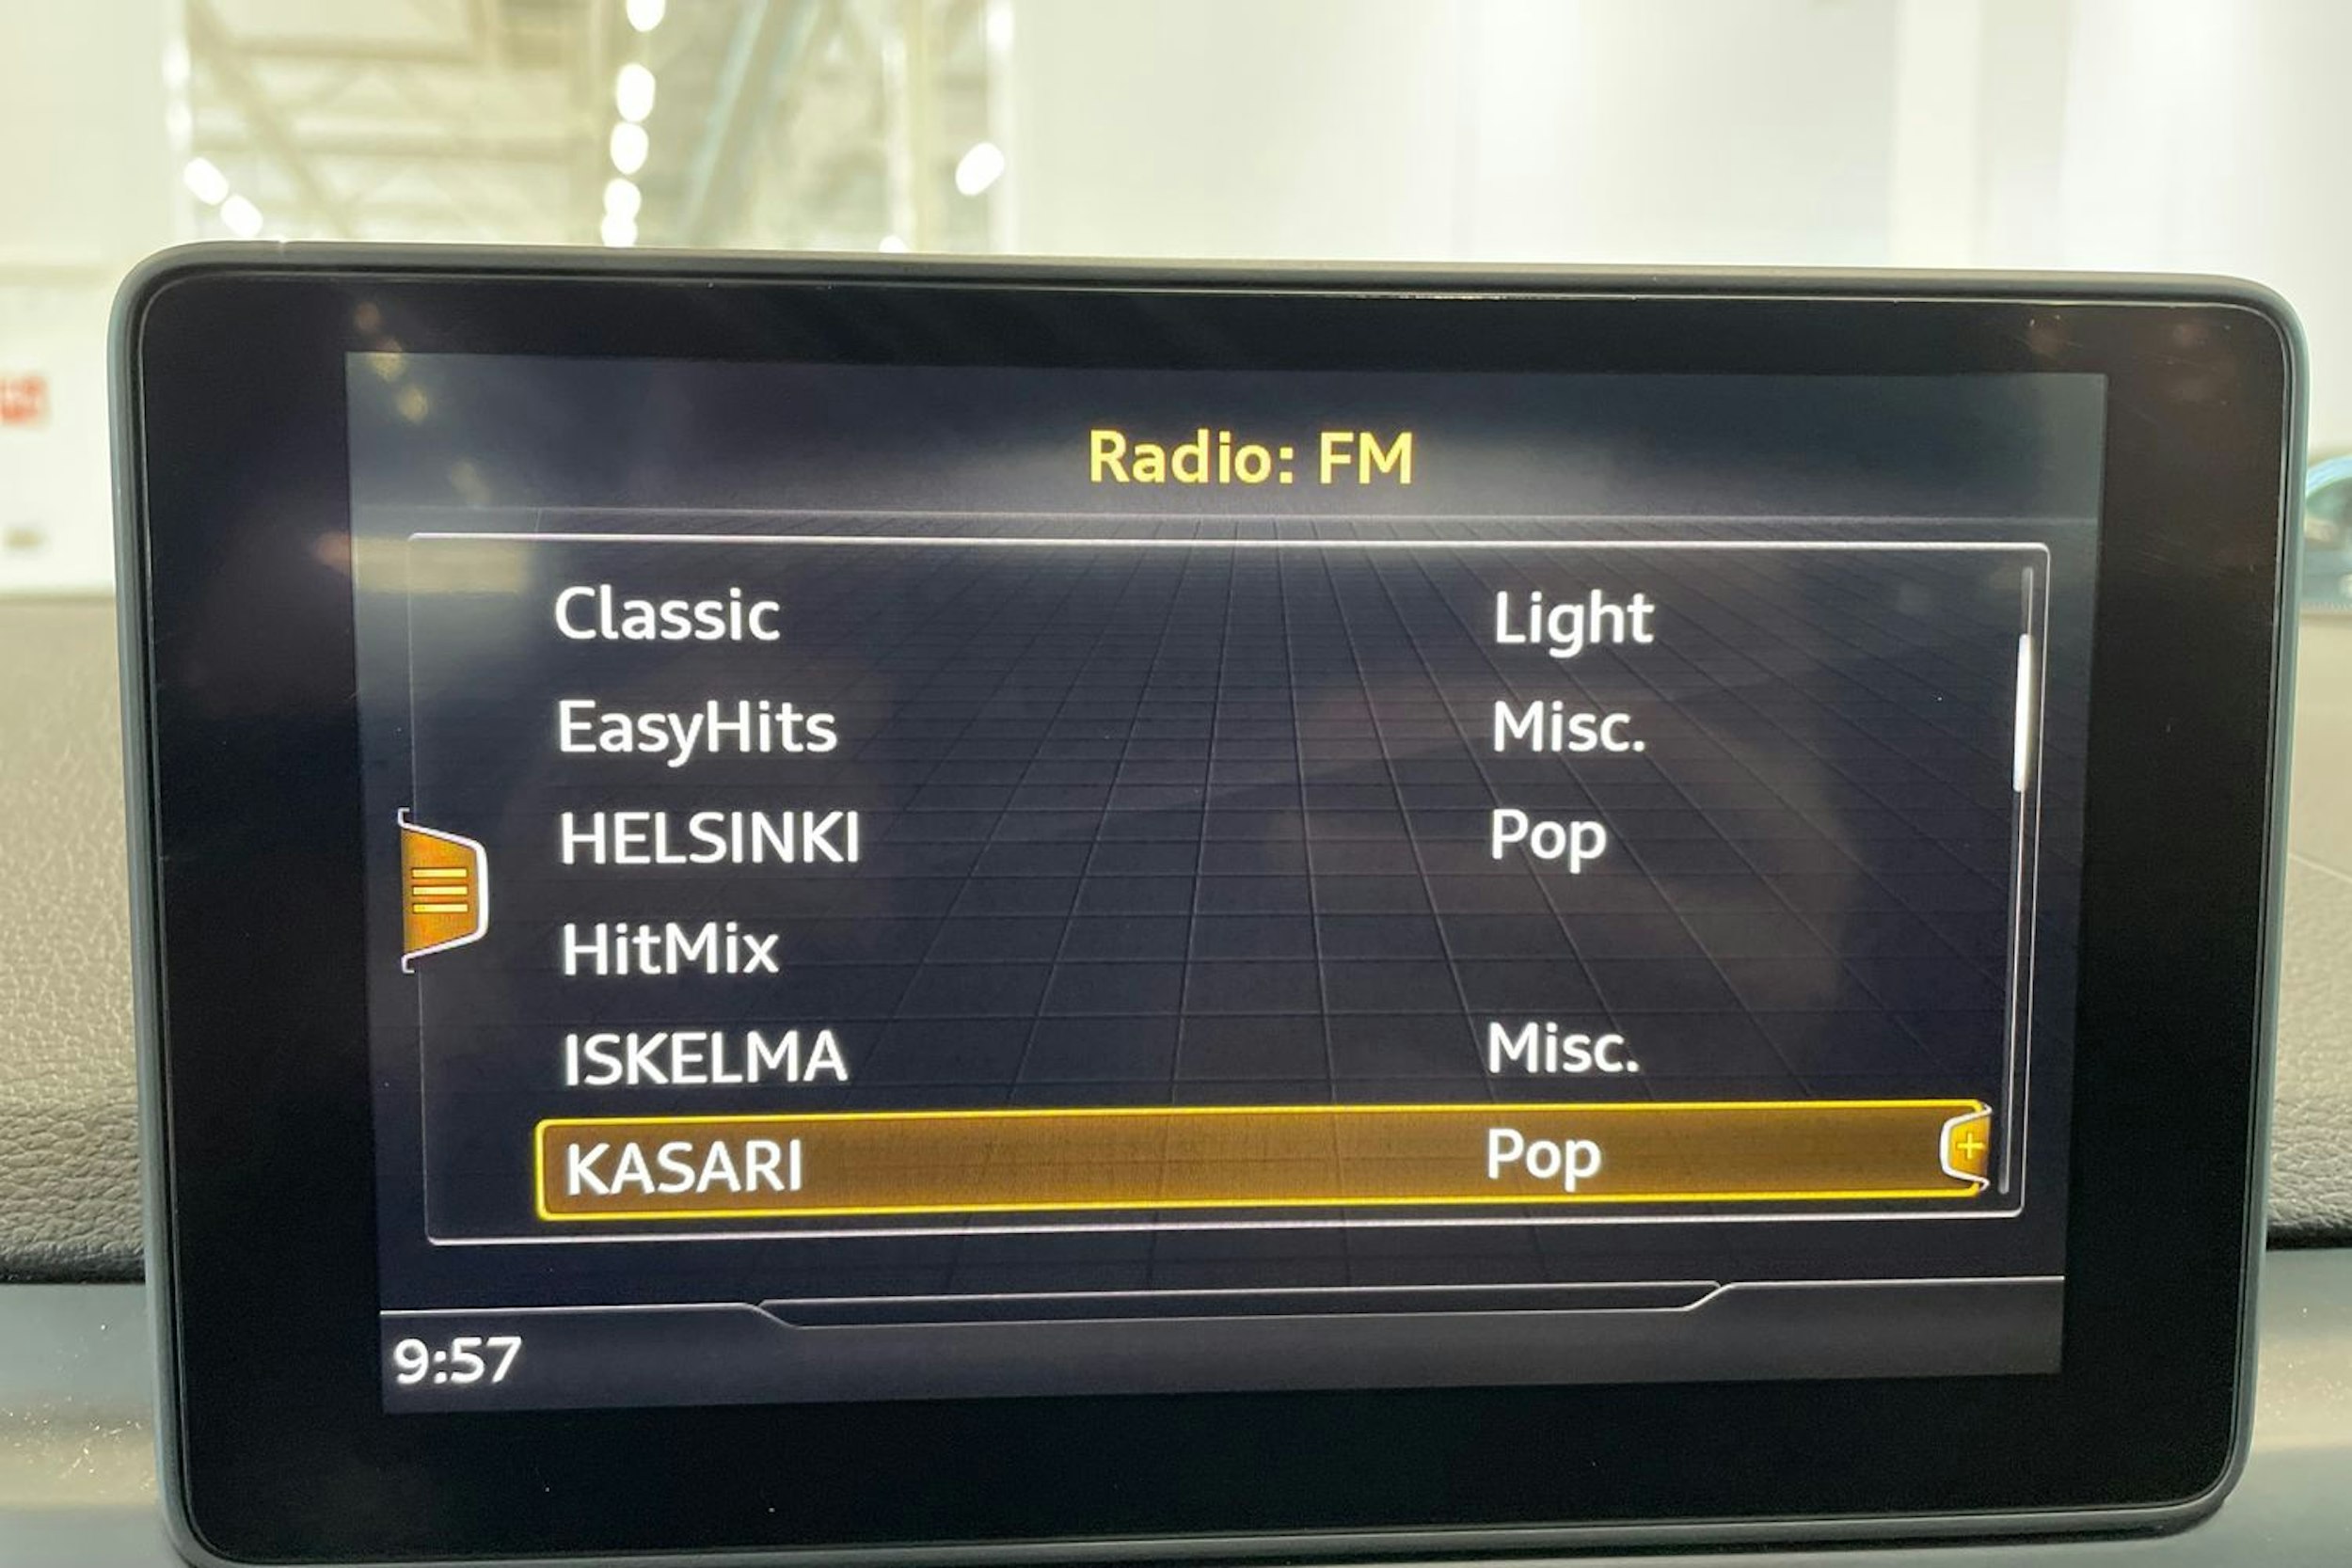 Radio: FM
Classic Light
EasyHits Misc.
HELSINKI Pop
HitMix
ISKELMA Misc.
KASARI Pop
9:57